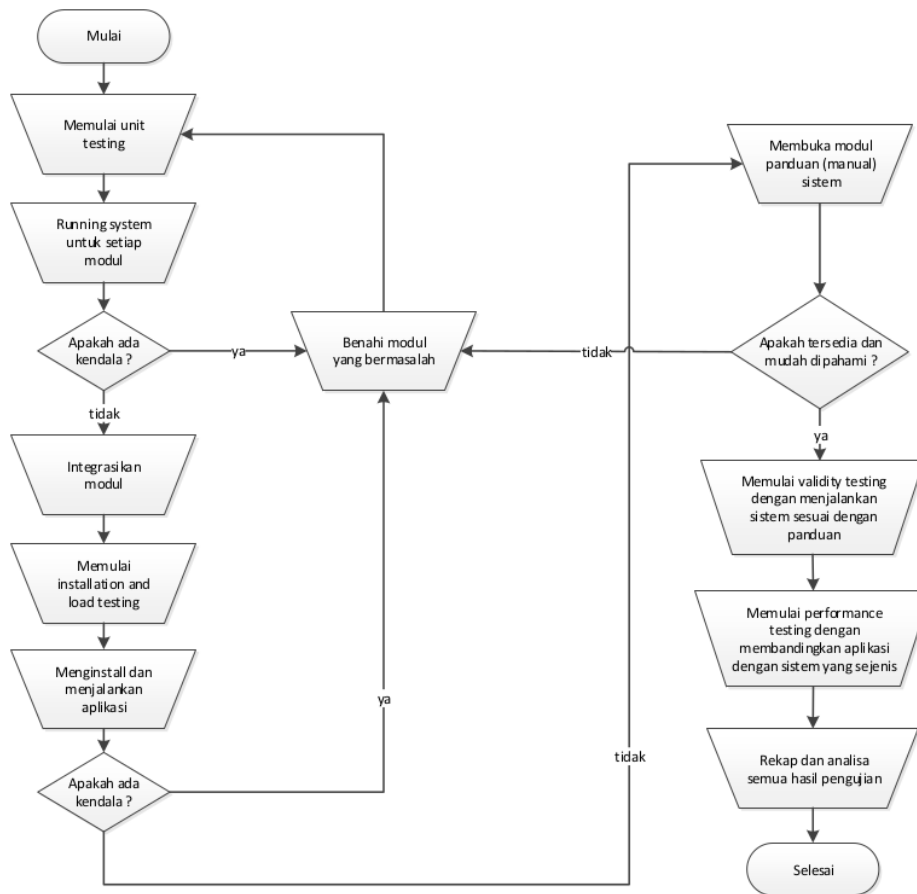 Mulai
Memulai unit
testing
Running system
untuk setiap
modul
Apakah ada
kendala ?
ya
tidak
Integrasikan
modul
Memulai
installation and
load testing
Menginstall dan
menjalankan
aplikasi
Apakah ada
kendala ?
ya
tidak
Benahi modul
yang bermasalah
Membuka modul
panduan (manual)
sistem
Apakah tersedia dan
mudah dipahami ?
tidak
ya
Memulai validity testing
dengan menjalankan
sistem sesuai dengan
panduan
Memulai performance
testing dengan
membandingkan aplikasi
dengan sistem yang sejenis
Rekap dan analisa
semua hasil pengujian
Selesai